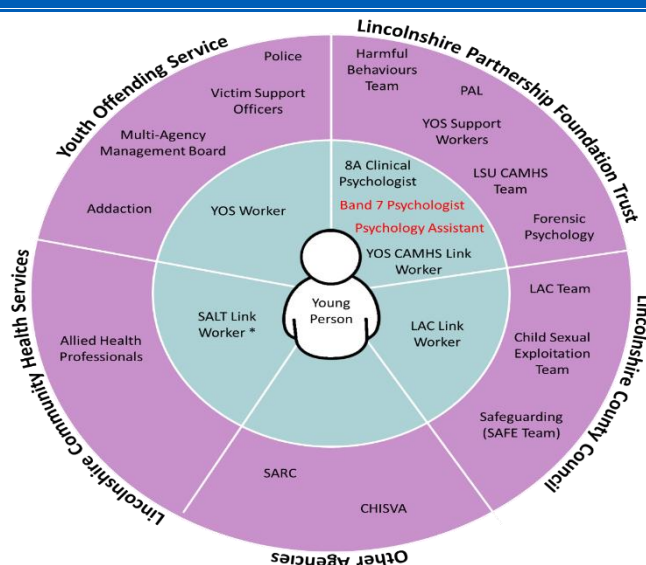 Youth Offending Service
Police
Victim Support
Officers
Multi-Agency
Management Board
Addaction
YOS Worker
Lincolnshire Partnership Foundation Trust
Harmful
Behaviours
Team
PAL
YOS Support
Workers
LSU CAMHS
Team
Forensic
Psychology
8A Clinical
Psychologist
Band 7 Psychologist
Psychology Assistant
YOS CAMHS Link
Worker
Young
Person
Lincolnshire County Council
LAC Team
Child Sexual
Exploitation
Team
Safeguarding
(SAFE Team)
LAC Link
Worker
Other Agencies
SARC
CHISVA
Lincolnshire Community Health Services
Allied Health
Professionals
SALT Link
Worker *